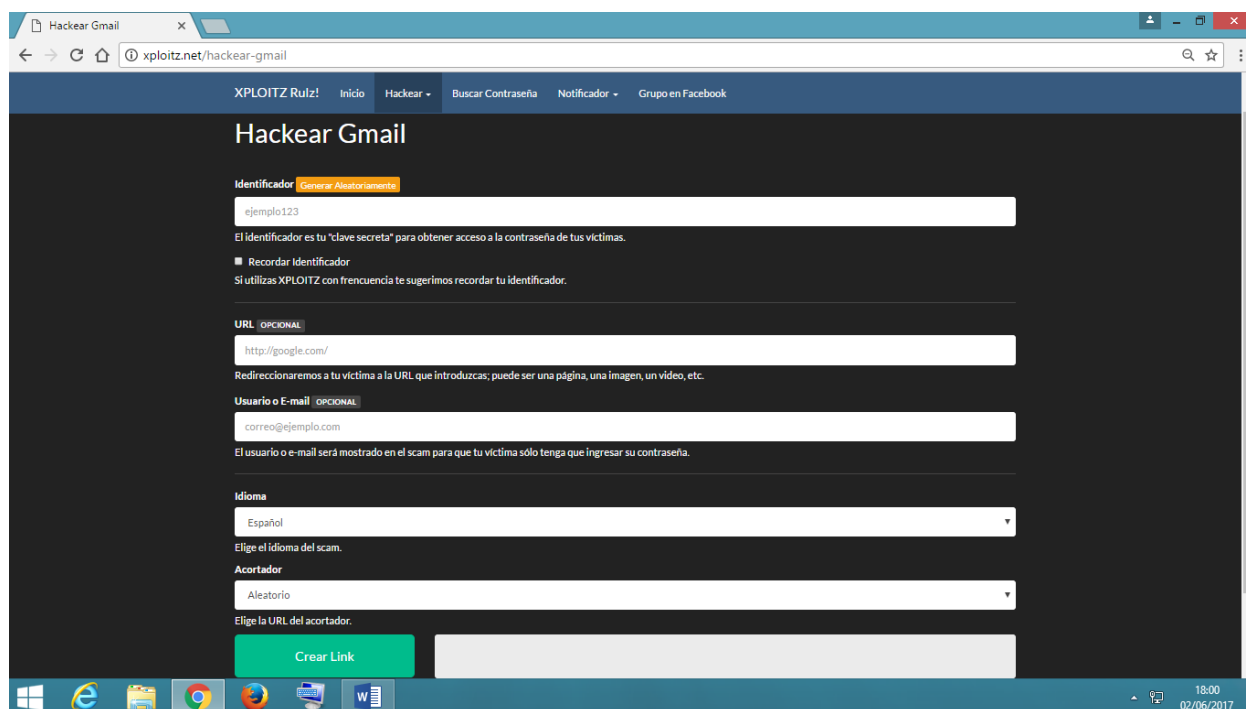 Hackear Gmail
xploitz.net/hackear-gmail
XPLOITZ Rulz! Inicio Hackear Buscar Contraseña Notificador Grupo en Facebook
Hackear Gmail
Identificador Generar Aleatoriamente
ejemplo123
El identificador es tu "clave secreta" para obtener acceso a la contraseña de tus víctimas.
Recordar Identificador
Si utilizas XPLOITZ con frencuencia te sugerimos recordar tu identificador.
URL OPCIONAL
http://google.com/
Redireccionaremos a tu víctima a la URL que introduzcas; puede ser una página, una imagen, un video, etc.
Usuario o E-mail OPCIONAL
correo@ejemplo.com
El usuario o e-mail será mostrado en el scam para que tu víctima sólo tenga que ingresar su contraseña.
Idioma
Español
Elige el idioma del scam.
Acortador
Aleatorio
Elige la URL del acortador.
Crear Link
18:00
02/06/2017